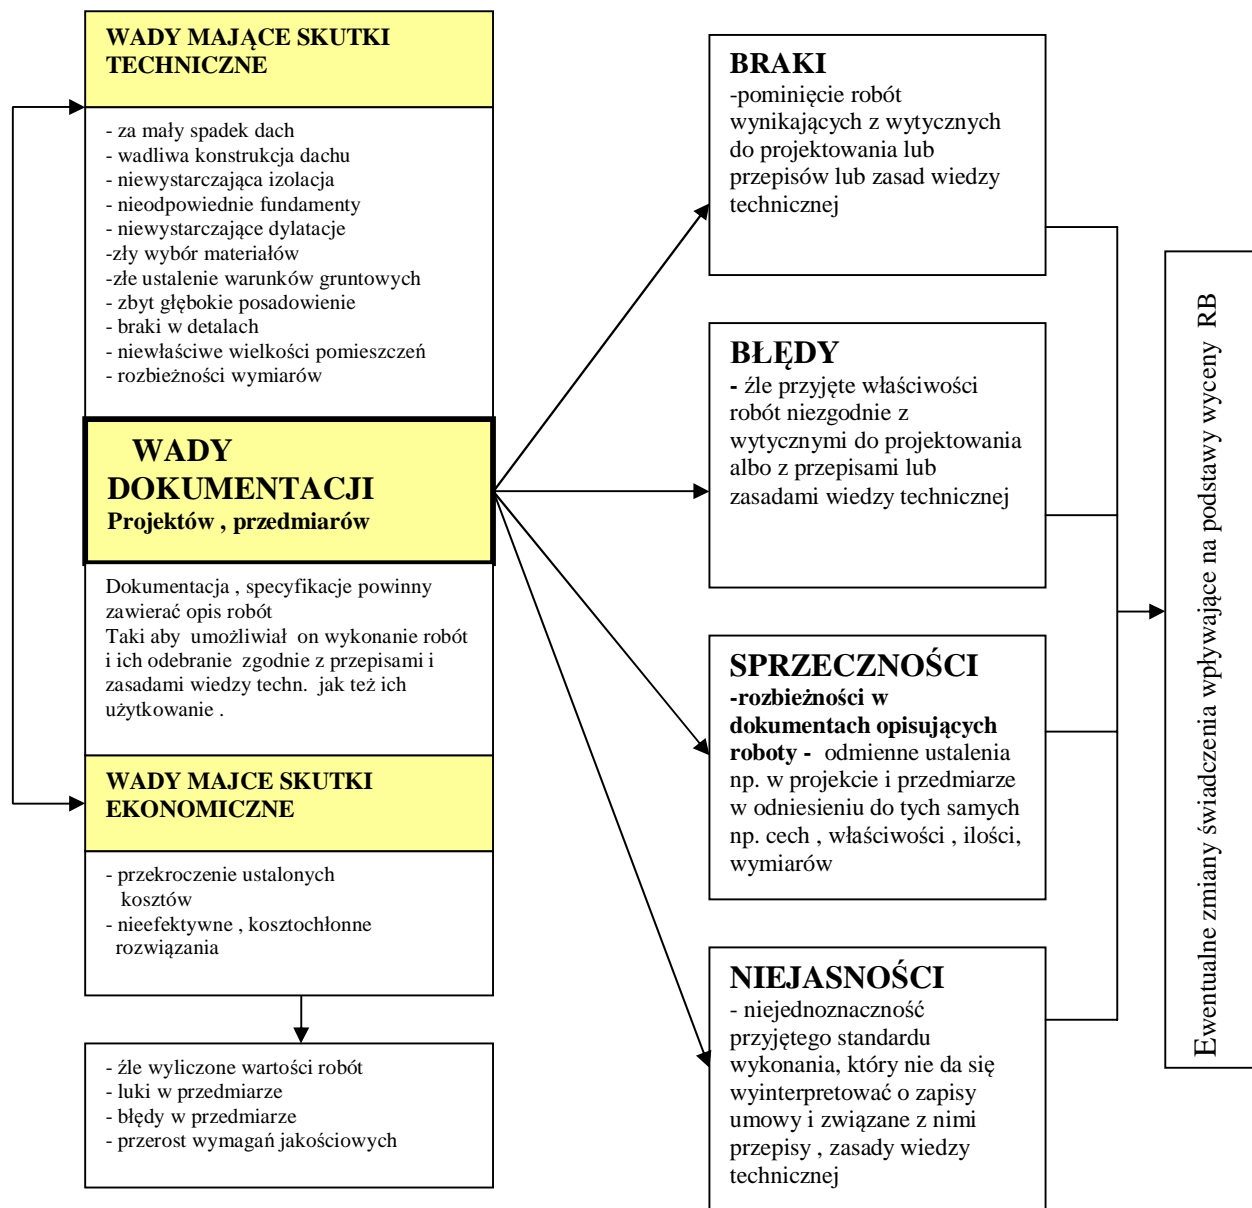 WADY MAJĄCE SKUTKI
TECHNICZNE
- za mały spadek dach
- wadliwa konstrukcja dachu
- niewystarczająca izolacja
- nieodpowiednie fundamenty
- niewystarczające dylatacje
-zły wybór materiałów
-złe ustalenie warunków gruntowych
- zbyt głębokie posadowienie
- braki w detalach
- niewłaściwe wielkości pomieszczeń
- rozbieżności wymiarów
WADY
DOKUMENTACJI
Projektów , przedmiarów
Dokumentacja , specyfikacje powinny
zawierać opis robót
Taki aby umożliwiał on wykonanie robót
i ich odebranie zgodnie z przepisami i
zasadami wiedzy techn. jak też ich
użytkowanie .
WADY MAJCE SKUTKI
EKONOMICZNE
- przekroczenie ustalonych
kosztów
- nieefektywne , kosztochłonne
rozwiązania
- źle wyliczone wartości robót
- luki w przedmiarze
- błędy w przedmiarze
- przerost wymagań jakościowych
BRAKI
-pominięcie robót
wynikających z wytycznych
do projektowania lub
przepisów lub zasad wiedzy
technicznej
BŁĘDY
- źle przyjęte właściwości
robót niezgodnie z
wytycznymi do projektowania
albo z przepisami lub
zasadami wiedzy technicznej
SPRZECZNOŚCI
-rozbieżności w
dokumentach opisujących
roboty - odmienne ustalenia
np. w projekcie i przedmiarze
w odniesieniu do tych samych
np. cech , właściwości , ilości,
wymiarów
NIEJASNOŚCI
- niejednoznaczność
przyjętego standardu
wykonania, który nie da się
wyinterpretować o zapisy
umowy i związane z nimi
przepisy , zasady wiedzy
technicznej
Ewentualne zmiany świadczenia wpływające na podstawy wyceny RB